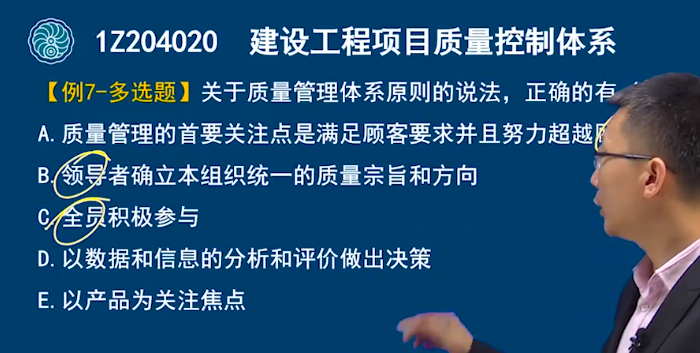 1Z204020 建设工程项目质量控制体系
【例7-多选题】关于质量管理体系原则的说法，正确的有
A.质量管理的首要关注点是满足顾客要求并且努力超越
B.领导者确立本组织统一的质量宗旨和方向
C.全员积极参与
D.以数据和信息的分析和评价做出决策
E.以产品为关注焦点